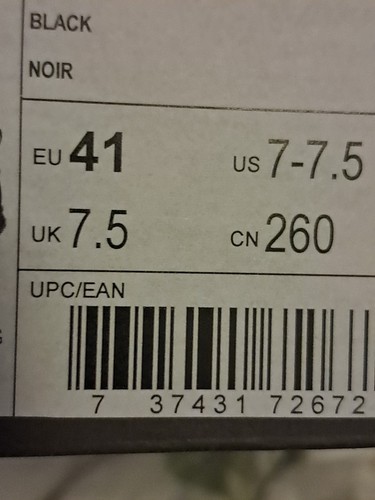 BLACK
NOIR
EU 41 US 7-7.5
UK 7.5 CN 260
UPC/EAN
7 37431 72672